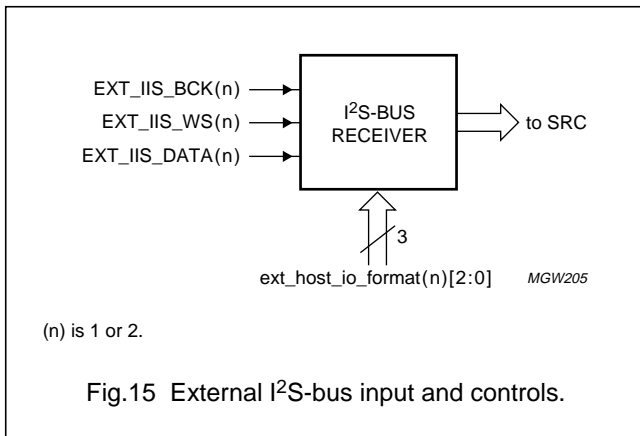 EXT_IIS_BCK(n)
EXT_IIS_WS(n)
EXT_IIS_DATA(n)
I²S-BUS
RECEIVER
to SRC
3
ext_host_io_format(n)[2:0]
MGW205
(n) is 1 or 2.
Fig.15 External I²S-bus input and controls.